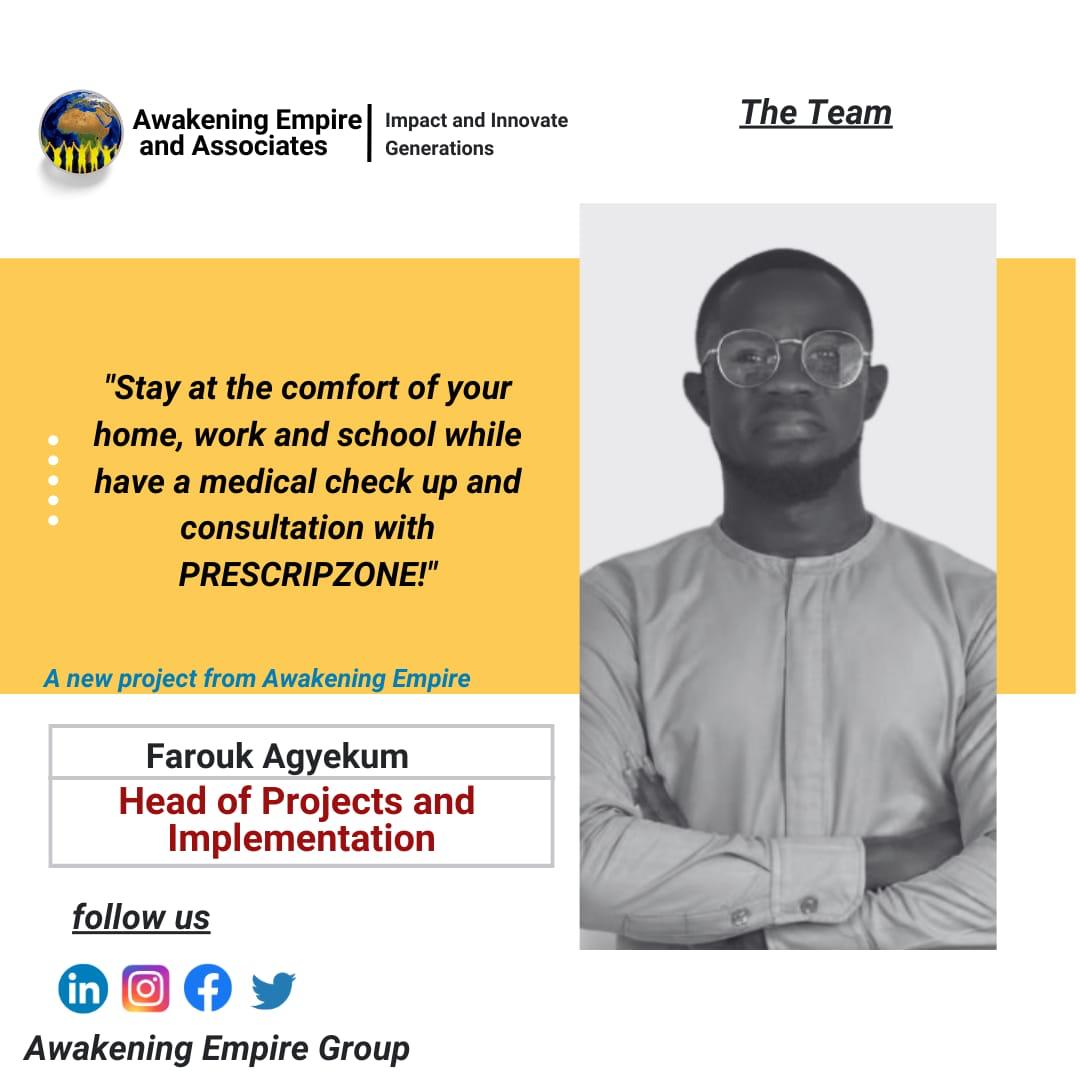 Awakening Empire
and Associates
Impact and Innovate
Generations
The Team
"Stay at the comfort of your
home, work and school while
have a medical check up and
consultation with
PRESCRIPZONE!"
A new project from Awakening Empire
Farouk Agyekum
Head of Projects and
Implementation
follow us
in
Awakening Empire Group